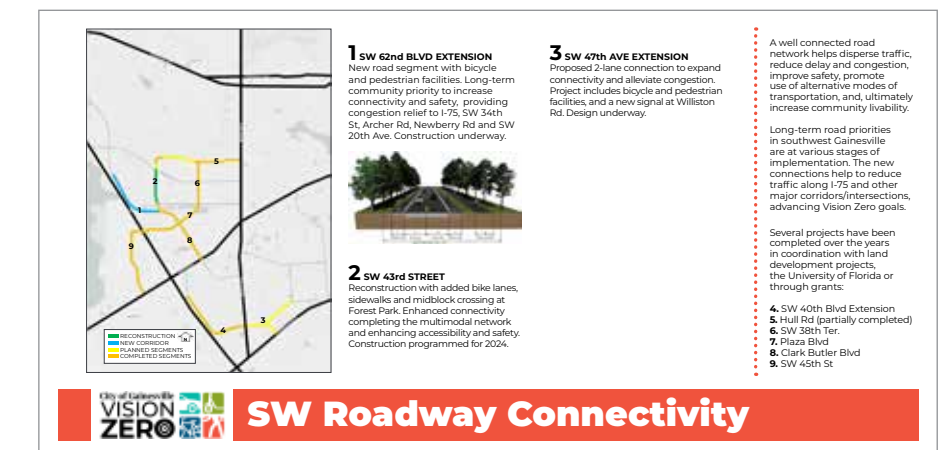 5
2
6
1
7
8
9
3
4
RECONSTRUCTION
NEW CORRIDOR
PLANNED SEGMENTS
COMPLETED SEGMENTS
N
1 SW 62nd BLVD EXTENSION
New road segment with bicycle
and pedestrian facilities. Long-term
community priority to increase
connectivity and safety, providing
congestion relief to I-75, SW 34th
St, Archer Rd, Newberry Rd and SW
20th Ave. Construction underway.
2 SW 43rd STREET
Reconstruction with added bike lanes,
sidewalks and midblock crossing at
Forest Park. Enhanced connectivity
completing the multimodal network
and enhancing accessibility and safety.
Construction programmed for 2024.
3 SW 47th AVE EXTENSION
Proposed 2-lane connection to expand
connectivity and alleviate congestion.
Project includes bicycle and pedestrian
facilities, and a new signal at Williston
Rd. Design underway.
A well connected road
network helps disperse traffic,
reduce delay and congestion,
improve safety, promote
use of alternative modes of
transportation, and, ultimately
increase community livability.
Long-term road priorities
in southwest Gainesville
are at various stages of
implementation. The new
connections help to reduce
traffic along I-75 and other
major corridors/intersections,
advancing Vision Zero goals.
Several projects have been
completed over the years
in coordination with land
development projects,
the University of Florida or
through grants:
4. SW 40th Blvd Extension
5. Hull Rd (partially completed)
6. SW 38th Ter.
7. Plaza Blvd
8. Clark Butler Blvd
9. SW 45th St
City of Gainesville
VISION
ZERO
SW Roadway Connectivity